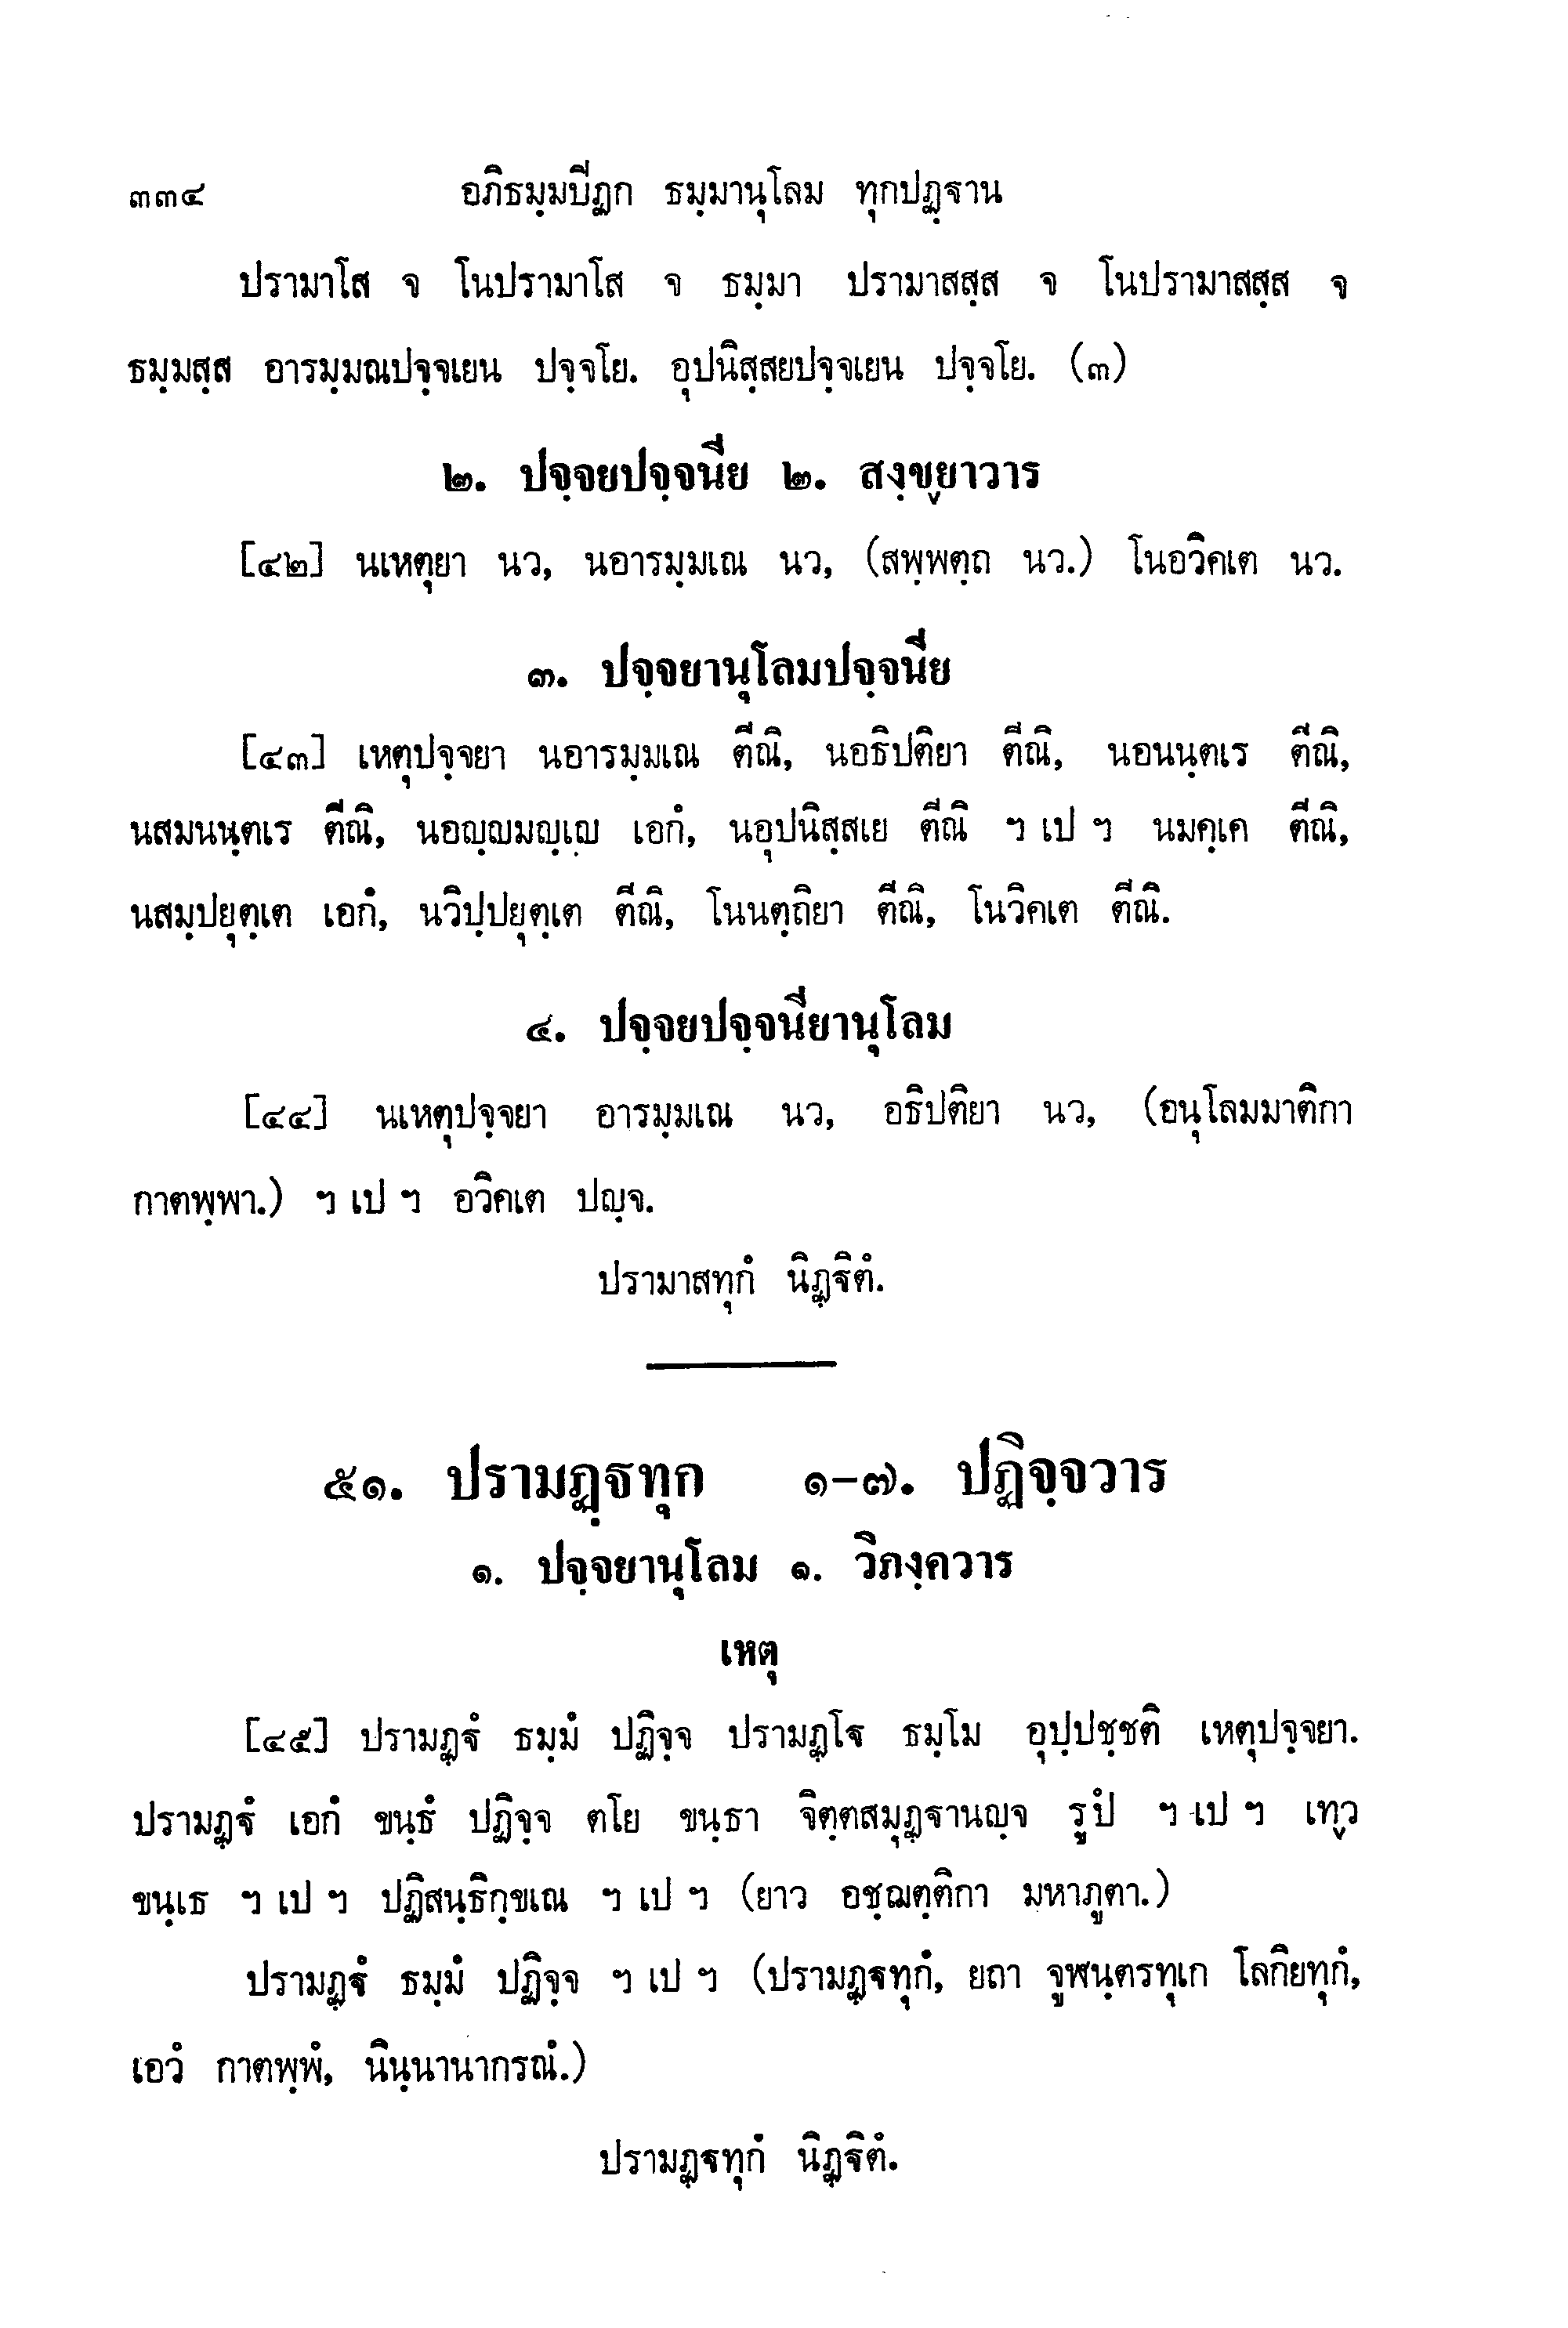 ๓๓๔ อภิธมฺมปีฏก ธมฺมานุโลม ทุกปฏฺฐาน
ปรามาโส จ โนปรามาโส จ ธมฺมา ปรามาสสฺส จ โนปรามาสสฺส จ
ธมฺมสฺส อารมฺมณปจฺจเยน ปจฺจโย. อุปนิสฺสยปจฺจเยน ปจฺจโย. (๓)
๒. ปจฺจยปจฺจนีย ๒. สงฺขฺยาวาร
[๔๒] นเหตุยา นว, นอารมฺมเณ นว, (สพฺพตฺถ นว.) โนอวิคเต นว.
๓. ปจฺจยานุโลมปจฺจนีย
[๔๓] เหตุปจฺจยา นอารมฺมเณ ตีณิ, นอธิปติยา ตีณิ, นอนนฺตเร ตีณิ,
นสมนนฺตเร ตีณิ, นอญฺญมญฺเญ เอกํ, นอุปนิสฺสเย ตีณิ ฯ เป ฯ นมคฺเค ตีณิ,
นสมฺปยุตฺเต เอกํ, นวิปฺปยุตฺเต ตีณิ, โนนตฺถิยา ตีณิ, โนวิคเต ตีณิ.
๔. ปจฺจยปจฺจนียานุโลม
[๔๔] นเหตุปจฺจยา อารมฺมเณ นว, อธิปติยา นว, (อนุโลมมาติกา
กาตพฺพา.) ฯ เป ฯ อวิคเต ปญฺจ.
ปรามาสทุกํ นิฏฺฐิตํ.
๕๑. ปรามฏฺฐทุก ๑-๗. ปฏิจฺจวาร
๑. ปจฺจยานุโลม ๑. วิภงฺควาร
เหตุ
[๔๕] ปรามฏฺฐํ ธมฺมํ ปฏิจฺจ ปรามฏฺโฐ ธมฺโม อุปฺปชฺชติ เหตุปจฺจยา.
ปรามฏฺฐํ เอกํ ขนฺธํ ปฏิจฺจ ตโย ขนฺธา จิตฺตสมุฏฺฐานญฺจ รูปํ ฯ เป ฯ เทฺว
ขนฺเธ ฯ เป ฯ ปฏิสนฺธิกฺขเณ ฯ เป ฯ (ยาว อชฺฌตฺติกา มหาภูตา.)
ปรามฏฺฐํ ธมฺมํ ปฏิจฺจ ฯ เป ฯ (ปรามฏฺฐทุกํ, ยถา จูฬนฺตรทุเก โลกิยทุกํ,
เอวํ กาตพฺพํ, นินฺนานากรณํ.)
ปรามฏฺฐทุกํ นิฏฺฐิตํ.